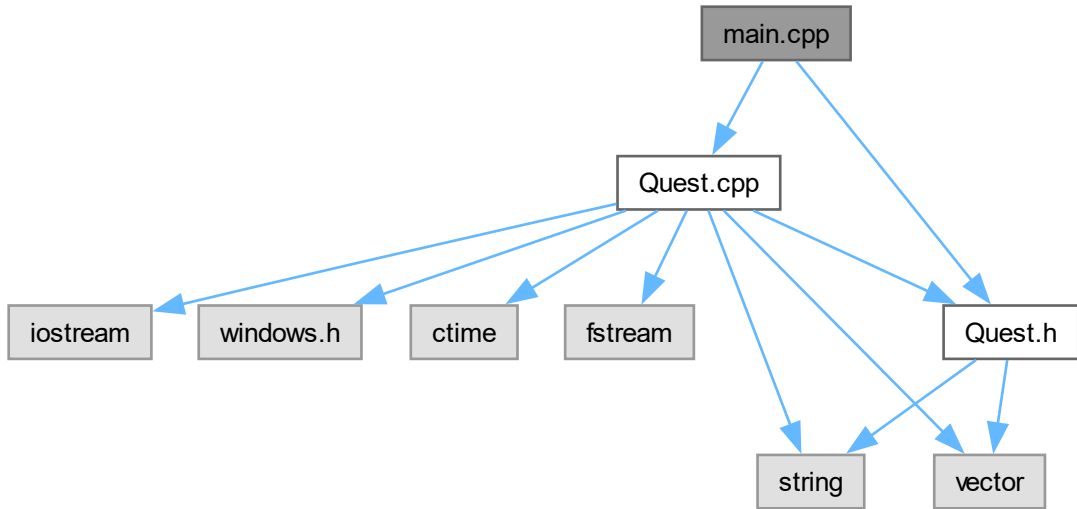 main.cpp
Quest.cpp
iostream
windows.h
ctime
fstream
Quest.h
string
vector